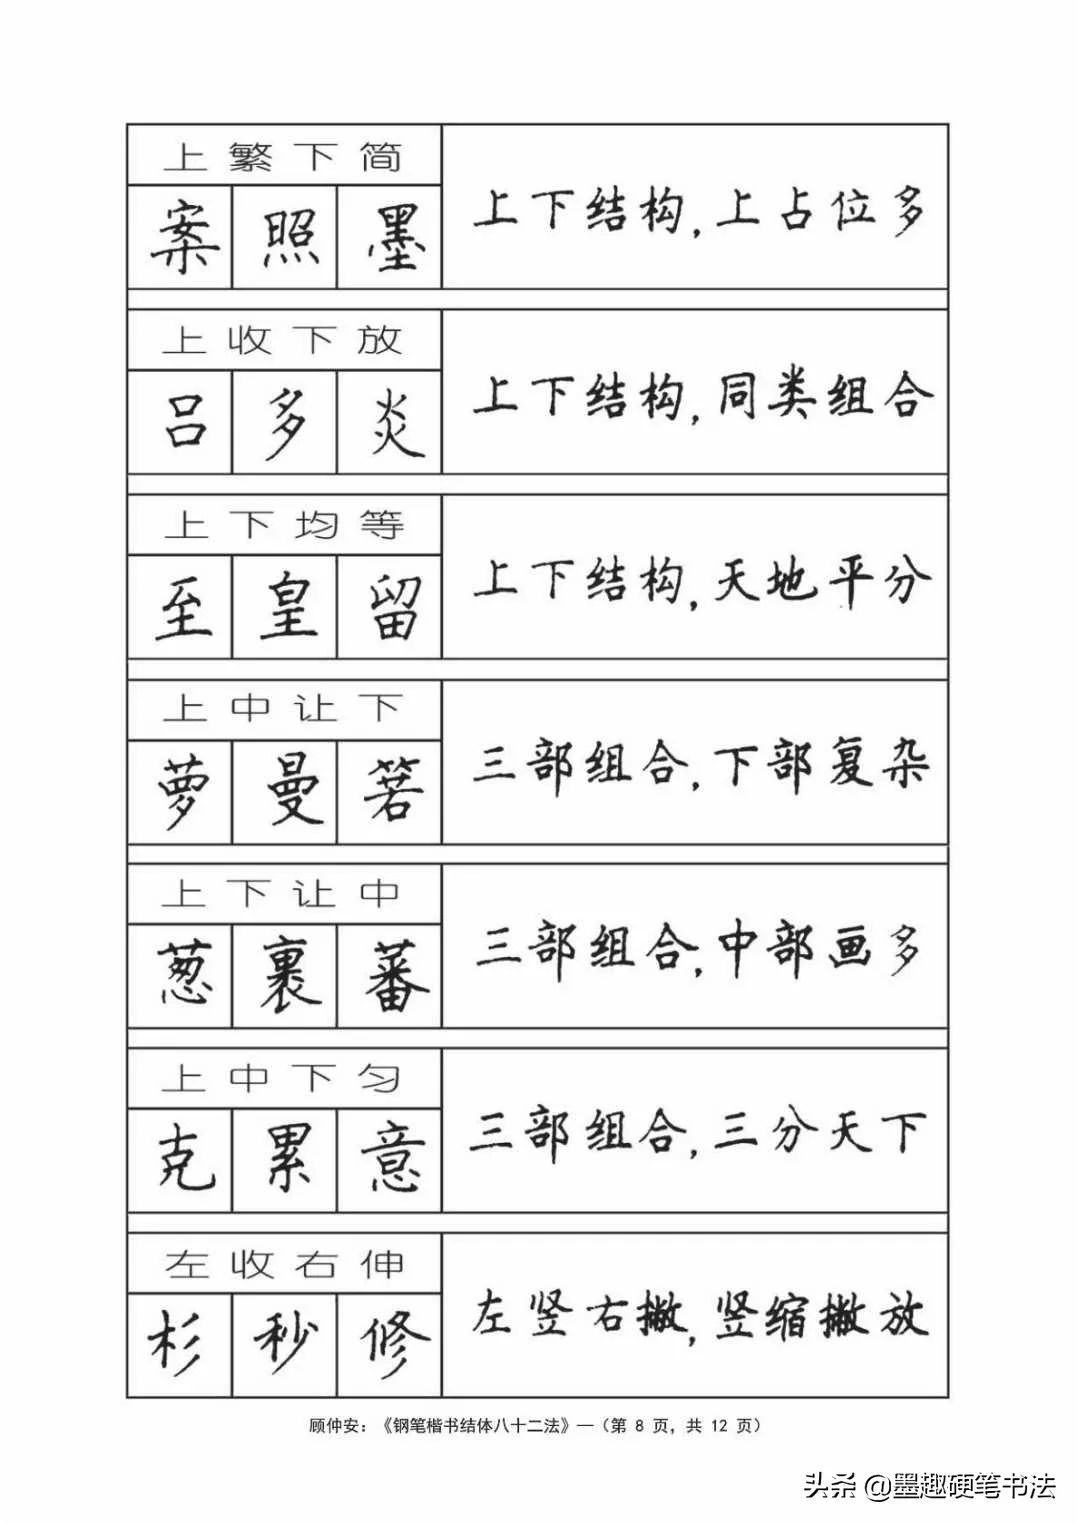 上繁下简
案 照 墨
上下结构,上占位多
上收下放
吕 多 炎
上下结构,同类组合
上下均等
至 皇 留
上下结构,天地平分
上中让下
萝 曼 箬
三部组合,下部复杂
上下让中
葱 裹 蕃
三部组合,中部画多
上中下匀
克 累 意
三部组合,三分天下
左收右伸
杉 秒 修
左竖右撇,竖缩撇放
顾仲安：《钢笔楷书结体八十二法》—（第 8 页，共 12 页）
头条 @墨趣硬笔书法